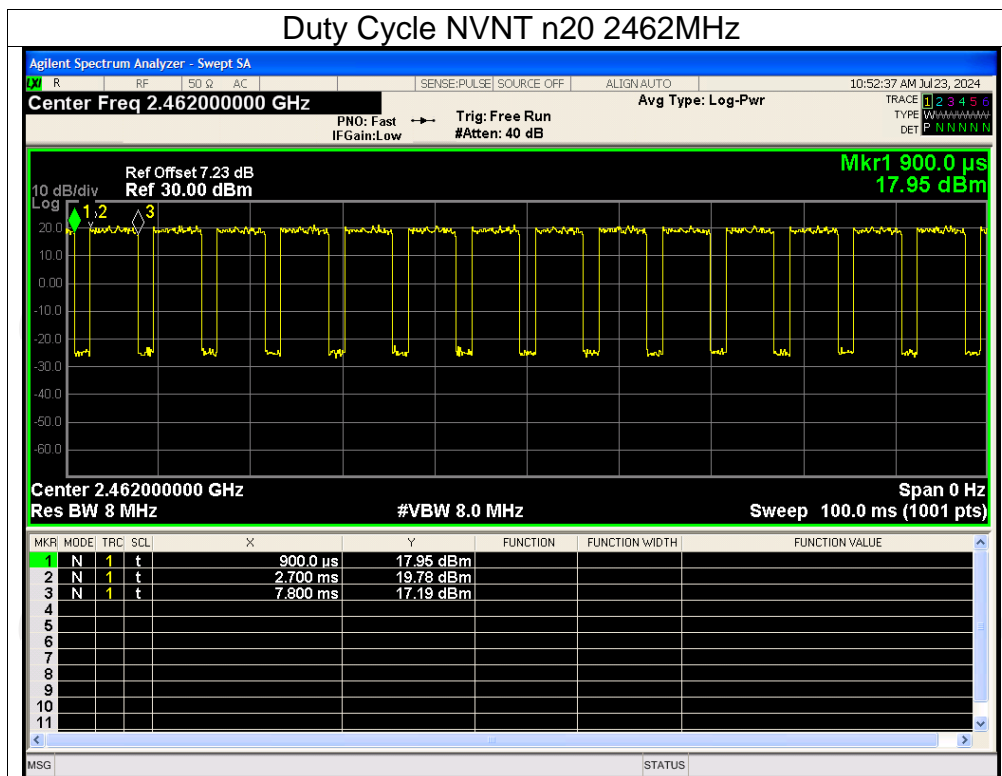 Duty Cycle NVNT n20 2462MHz
Agilent Spectrum Analyzer - Swept SA
LXI R RF 50 Ω AC SENSE:PULSE SOURCE OFF ALIGN AUTO 10:52:37 AM Jul 23, 2024
Center Freq 2.462000000 GHz Avg Type: Log-Pwr TRACE 1 2 3 4 5 6
PNO: Fast Trig: Free Run TYPE W
IFGain:Low #Atten: 40 dB DET P N N N N N
Mkr1 900.0 µs
Ref Offset 7.23 dB
10 dB/div Ref 30.00 dBm 17.95 dBm
Log
1 2 3
20.0
10.0
0.00
-10.0
-20.0
-30.0
-40.0
-50.0
-60.0
Center 2.462000000 GHz Span 0 Hz
Res BW 8 MHz #VBW 8.0 MHz Sweep 100.0 ms (1001 pts)
MKR MODE TRC SCL X Y FUNCTION FUNCTION WIDTH FUNCTION VALUE
1 N 1 t 900.0 µs 17.95 dBm
2 N 1 t 2.700 ms 19.78 dBm
3 N 1 t 7.800 ms 17.19 dBm
4
5
6
7
8
9
10
11
MSG STATUS